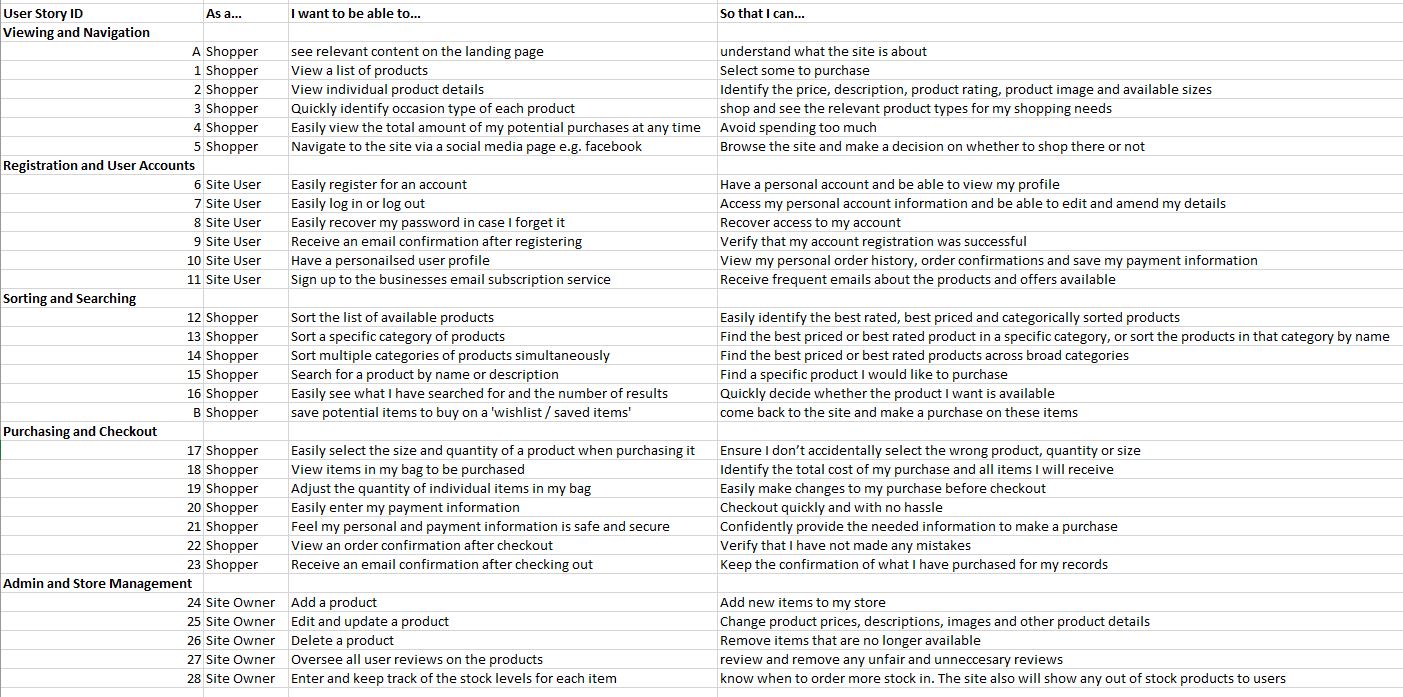 User Story ID As a... I want to be able to... So that I can...
Viewing and Navigation
A Shopper see relevant content on the landing page understand what the site is about
1 Shopper View a list of products Select some to purchase
2 Shopper View individual product details Identify the price, description, product rating, product image and available sizes
3 Shopper Quickly identify occasion type of each product shop and see the relevant product types for my shopping needs
4 Shopper Easily view the total amount of my potential purchases at any time Avoid spending too much
5 Shopper Navigate to the site via a social media page e.g. facebook Browse the site and make a decision on whether to shop there or not
Registration and User Accounts
6 Site User Easily register for an account Have a personal account and be able to view my profile
7 Site User Easily log in or log out Access my personal account information and be able to edit and amend my details
8 Site User Easily recover my password in case I forget it Recover access to my account
9 Site User Receive an email confirmation after registering Verify that my account registration was successful
10 Site User Have a personailsed user profile View my personal order history, order confirmations and save my payment information
11 Site User Sign up to the businesses email subscription service Receive frequent emails about the products and offers available
Sorting and Searching
12 Shopper Sort the list of available products Easily identify the best rated, best priced and categorically sorted products
13 Shopper Sort a specific category of products Find the best priced or best rated product in a specific category, or sort the products in that category by name
14 Shopper Sort multiple categories of products simultaneously Find the best priced or best rated products across broad categories
15 Shopper Search for a product by name or description Find a specific product I would like to purchase
16 Shopper Easily see what I have searched for and the number of results Quickly decide whether the product I want is available
B Shopper save potential items to buy on a 'wishlist / saved items' come back to the site and make a purchase on these items
Purchasing and Checkout
17 Shopper Easily select the size and quantity of a product when purchasing it Ensure I don’t accidentally select the wrong product, quantity or size
18 Shopper View items in my bag to be purchased Identify the total cost of my purchase and all items I will receive
19 Shopper Adjust the quantity of individual items in my bag Easily make changes to my purchase before checkout
20 Shopper Easily enter my payment information Checkout quickly and with no hassle
21 Shopper Feel my personal and payment information is safe and secure Confidently provide the needed information to make a purchase
22 Shopper View an order confirmation after checkout Verify that I have not made any mistakes
23 Shopper Receive an email confirmation after checking out Keep the confirmation of what I have purchased for my records
Admin and Store Management
24 Site Owner Add a product Add new items to my store
25 Site Owner Edit and update a product Change product prices, descriptions, images and other product details
26 Site Owner Delete a product Remove items that are no longer available
27 Site Owner Oversee all user reviews on the products review and remove any unfair and unneccesary reviews
28 Site Owner Enter and keep track of the stock levels for each item know when to order more stock in. The site also will show any out of stock products to users